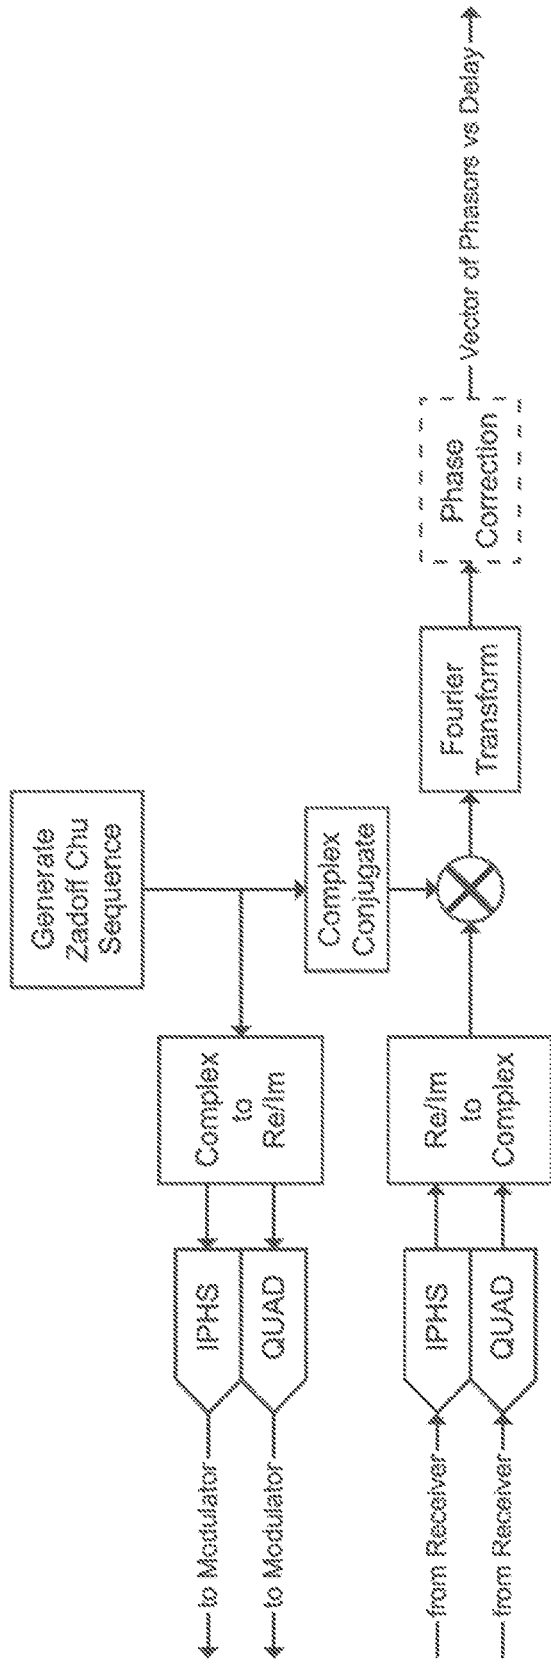 Generate
Zadoff Chu
Sequence
to Modulator
IPHS
Complex
to
Re/Im
to Modulator
QUAD
Complex
Conjugate
from Receiver
IPHS
Re/Im
to
Complex
from Receiver
QUAD
Fourier
Transform
Phase
Correction
Vector of Phasors vs Delay